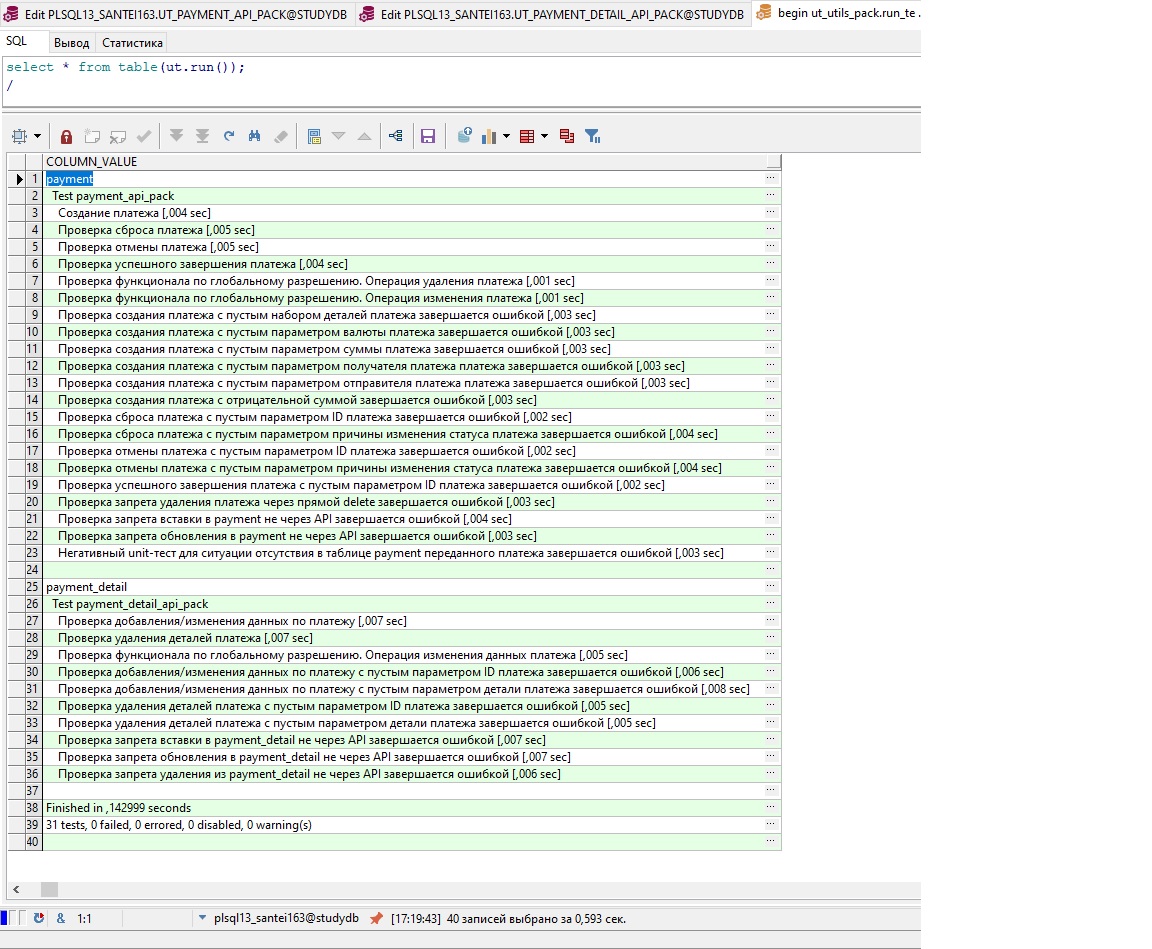 Edit PLSQL13_SANTEI163.UT_PAYMENT_API_PACK@STUDYDB Edit PLSQL13_SANTEI163.UT_PAYMENT_DETAIL_API_PACK@STUDYDB begin ut_utils_pack.run_te .
SQL Вывод Статистика
select * from table(ut.run());
/
COLUMN_VALUE
1 payment
2 Test payment_api_pack
3 Создание платежа [,004 sec]
4 Проверка сброса платежа [,005 sec]
5 Проверка отмены платежа [,005 sec]
6 Проверка успешного завершения платежа [,004 sec]
7 Проверка функционала по глобальному разрешению. Операция удаления платежа [,001 sec]
8 Проверка функционала по глобальному разрешению. Операция изменения платежа [,001 sec]
9 Проверка создания платежа с пустым набором деталей платежа завершается ошибкой [,003 sec]
10 Проверка создания платежа с пустым параметром валюты платежа завершается ошибкой [,003 sec]
11 Проверка создания платежа с пустым параметром суммы платежа завершается ошибкой [,003 sec]
12 Проверка создания платежа с пустым параметром получателя платежа платежа завершается ошибкой [,003 sec]
13 Проверка создания платежа с пустым параметром отправителя платежа платежа завершается ошибкой [,003 sec]
14 Проверка создания платежа с отрицательной суммой завершается ошибкой [,003 sec]
15 Проверка сброса платежа с пустым параметром ID платежа завершается ошибкой [,002 sec]
16 Проверка сброса платежа с пустым параметром причины изменения статуса платежа завершается ошибкой [,004 sec]
17 Проверка отмены платежа с пустым параметром ID платежа завершается ошибкой [,002 sec]
18 Проверка отмены платежа с пустым параметром причины изменения статуса платежа завершается ошибкой [,004 sec]
19 Проверка успешного завершения платежа с пустым параметром ID платежа завершается ошибкой [,002 sec]
20 Проверка запрета удаления платежа через прямой delete завершается ошибкой [,003 sec]
21 Проверка запрета вставки в payment не через API завершается ошибкой [,004 sec]
22 Проверка запрета обновления в payment не через API завершается ошибкой [,003 sec]
23 Негативный unit-тест для ситуации отсутствия в таблице payment переданного платежа завершается ошибкой [,003 sec]
24
25 payment_detail
26 Test payment_detail_api_pack
27 Проверка добавления/изменения данных по платежу [,007 sec]
28 Проверка удаления деталей платежа [,007 sec]
29 Проверка функционала по глобальному разрешению. Операция изменения данных платежа [,005 sec]
30 Проверка добавления/изменения данных по платежу с пустым параметром ID платежа завершается ошибкой [,006 sec]
31 Проверка добавления/изменения данных по платежу с пустым параметром детали платежа завершается ошибкой [,008 sec]
32 Проверка удаления деталей платежа с пустым параметром ID платежа завершается ошибкой [,005 sec]
33 Проверка удаления деталей платежа с пустым параметром детали платежа завершается ошибкой [,005 sec]
34 Проверка запрета вставки в payment_detail не через API завершается ошибкой [,007 sec]
35 Проверка запрета обновления в payment_detail не через API завершается ошибкой [,007 sec]
36 Проверка запрета удаления из payment_detail не через API завершается ошибкой [,006 sec]
37
38 Finished in ,142999 seconds
39 31 tests, 0 failed, 0 errored, 0 disabled, 0 warning(s)
40
& 1:1 plsql13_santei163@studydb [17:19:43] 40 записей выбрано за 0,593 сек.